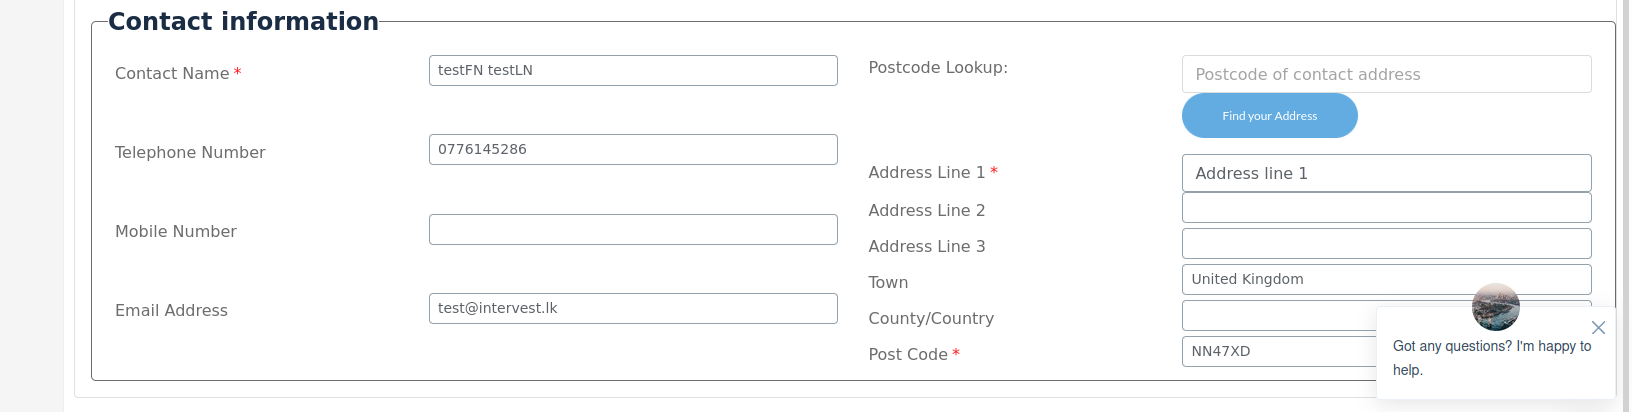 Contact information
Contact Name *
testFN testLN
Telephone Number
0776145286
Mobile Number
Email Address
test@intervest.lk
Postcode Lookup:
Postcode of contact address
Find your Address
Address Line 1 *
Address line 1
Address Line 2
Address Line 3
Town
United Kingdom
County/Country
Post Code *
NN47XD
Got any questions? I'm happy to
help.